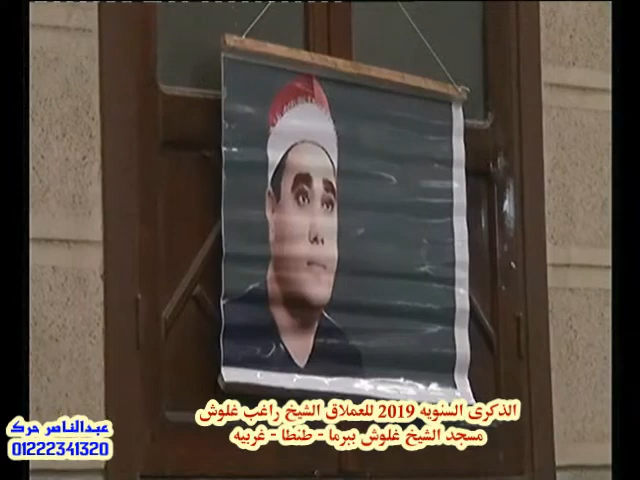 الذكرى السنويه 2019 للعملاق الشيخ راغب غلوش
مسجد الشيخ غلوش ببرما - طنطا - غربيه
عبدالناصر حرك
01222341320